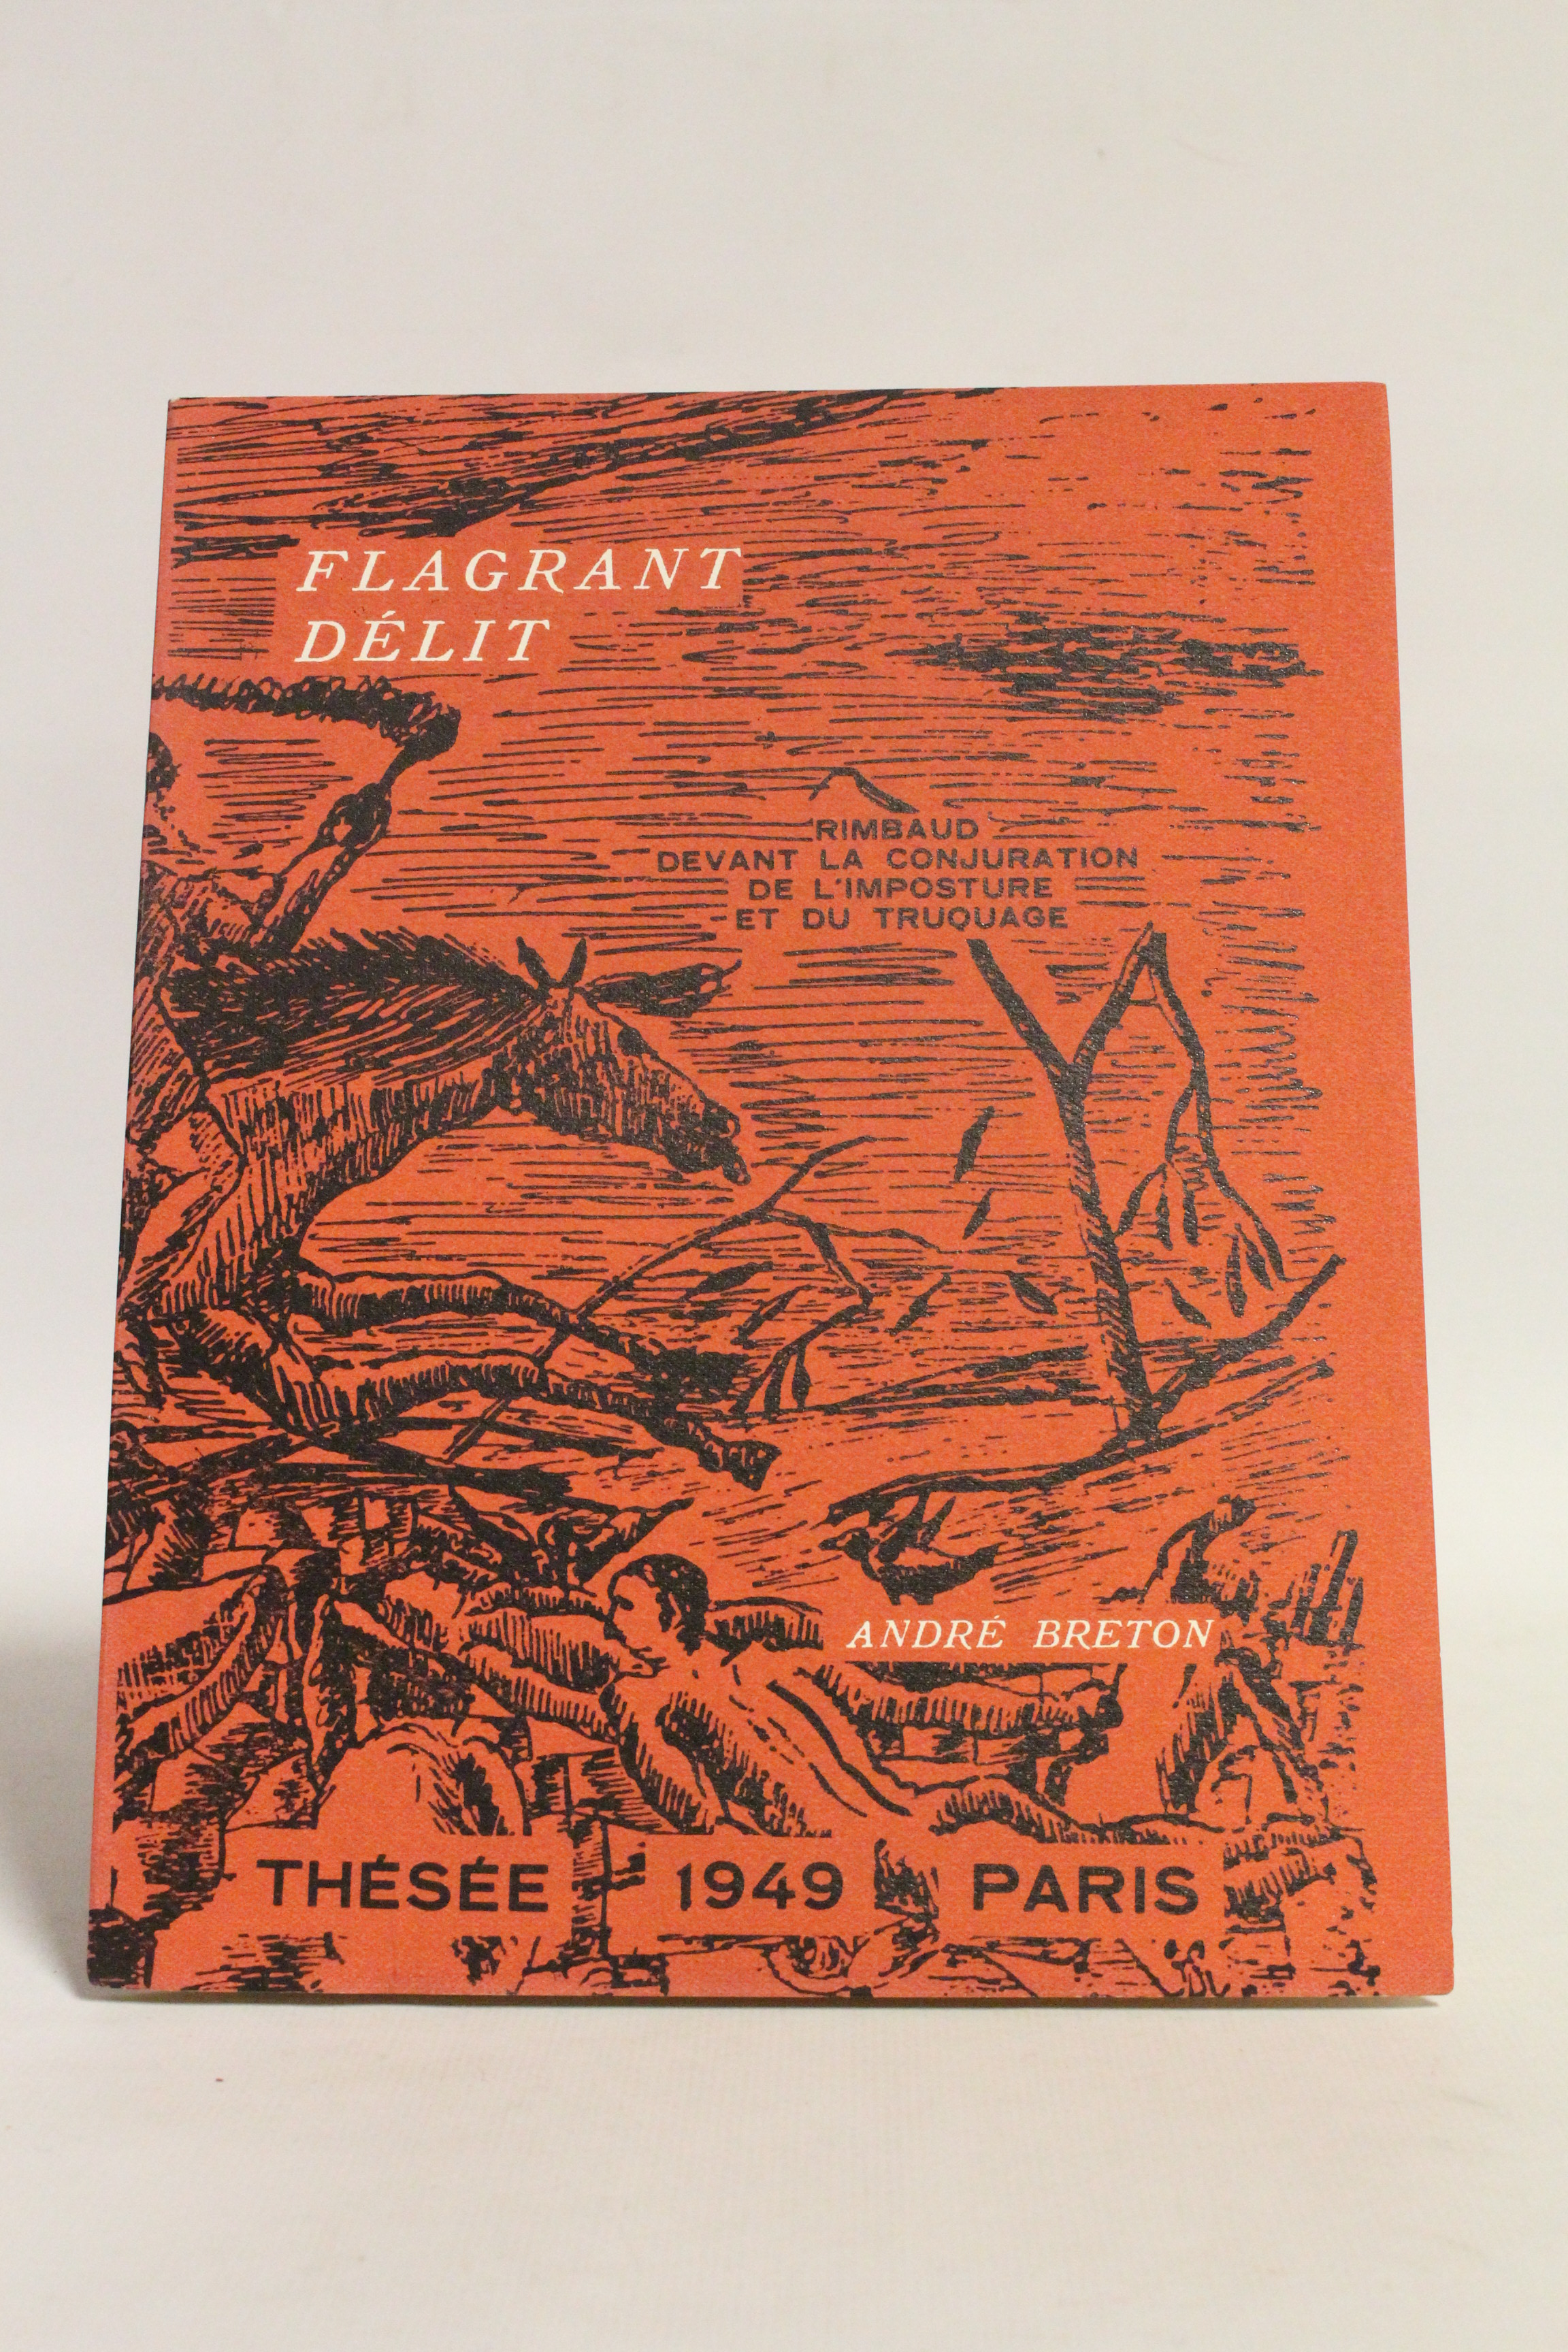 FLAGRANT
DÉLIT
RIMBAUD
DEVANT LA CONJURATION
DE L'IMPOSTURE
ET DU TRUQUAGE
ANDRÉ BRETON
THÉSÉE 1949 PARIS